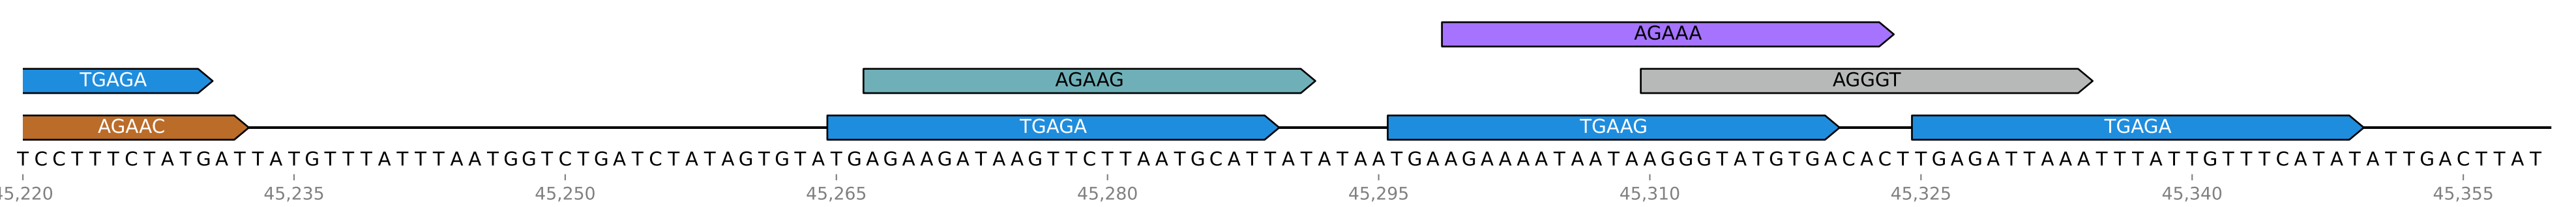 AGAAA
TGAGA AGAAG AGGGT
AGAAC TGAGA TGAAG TGAGA
T C C T T T C T A T G A T T A T G T T T A T T T A A T G G T C T G A T C T A T A G T G T A T G A G A A G A T A A G T T C T T A A T G C A T T A T A T A A T G A A G A A A A T A A T A A G G G T A T G T G A C A C T T G A G A T T A A A T T T A T T G T T T C A T A T A T T G A C T T A T
45,220 45,235 45,250 45,265 45,280 45,295 45,310 45,325 45,340 45,355